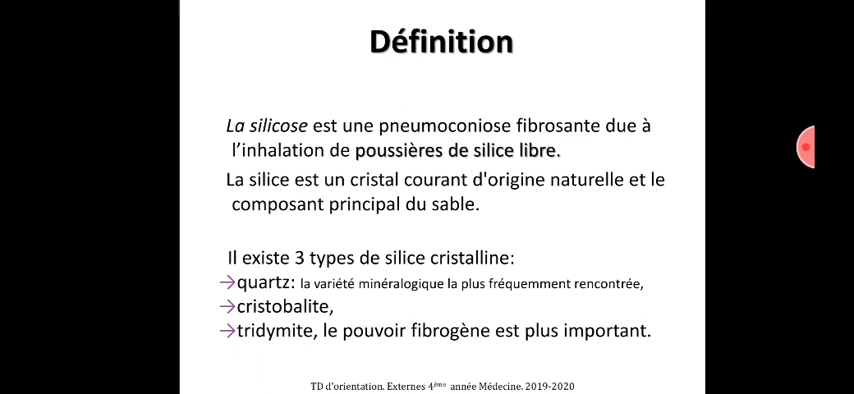 Définition
La silicose est une pneumoconiose fibrosante due à
l'inhalation de poussières de silice libre.
La silice est un cristal courant d'origine naturelle et le
composant principal du sable.
Il existe 3 types de silice cristalline:
→quartz: la variété minéralogique la plus fréquemment rencontrée,
→cristobalite,
→tridymite, le pouvoir fibrogène est plus important.
TD d'orientation. Externes 4ème année Médecine. 2019-2020